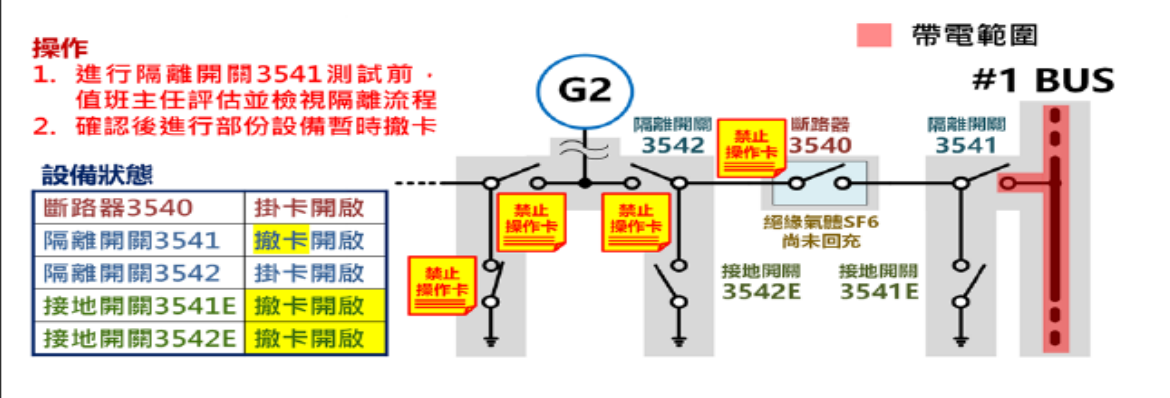 操作
1. 進行隔離開關3541測試前，
值班主任評估並檢視隔離流程
2. 確認後進行部份設備暫時撤卡
設備狀態
斷路器3540 掛卡開啟
隔離開關3541 撤卡開啟
隔離開關3542 掛卡開啟
接地開關3541E 撤卡開啟
接地開關3542E 撤卡開啟
帶電範圍
#1 BUS
G2
隔離開關
3542
禁止
操作卡
斷路器
3540
隔離開關
3541
禁止
操作卡
禁止
操作卡
絕緣氣體SF6
尚未回充
禁止
操作卡
接地開關
3542E
接地開關
3541E